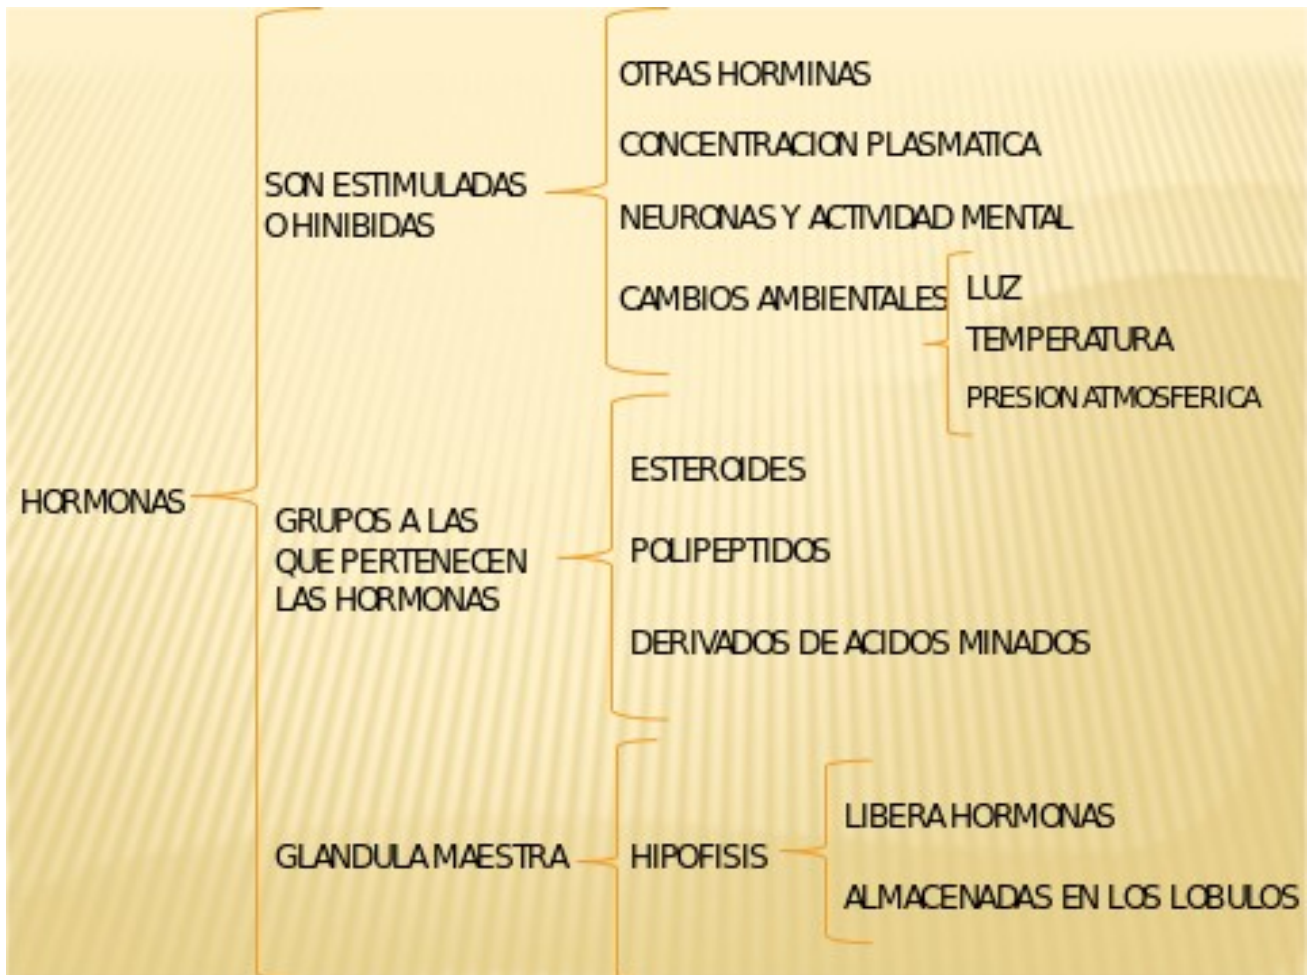 HORMONAS
SON ESTIMULADAS
O HINIBIDAS
OTRAS HORMINAS
CONCENTRACION PLASMATICA
NEURONAS Y ACTIVIDAD MENTAL
CAMBIOS AMBIENTALES
LUZ
TEMPERATURA
PRESION ATMOSFERICA
GRUPOS A LAS
QUE PERTENECEN
LAS HORMONAS
ESTEROIDES
POLIPEPTIDOS
DERIVADOS DE ACIDOS MINADOS
GLANDULA MAESTRA
HIPOFISIS
LIBERA HORMONAS
ALMACENADAS EN LOS LOBULOS